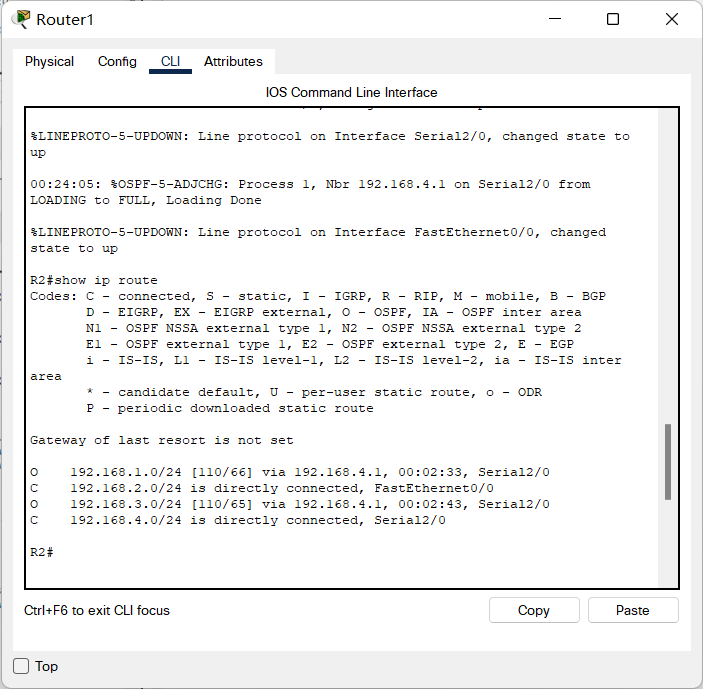 Router1
Physical Config CLI Attributes
IOS Command Line Interface
%LINEPROTO-5-UPDOWN: Line protocol on Interface Serial2/0, changed state to
up
00:24:05: %OSPF-5-ADJCHG: Process 1, Nbr 192.168.4.1 on Serial2/0 from
LOADING to FULL, Loading Done
%LINEPROTO-5-UPDOWN: Line protocol on Interface FastEthernet0/0, changed
state to up
R2#show ip route
Codes: C - connected, S - static, I - IGRP, R - RIP, M - mobile, B - BGP
D - EIGRP, EX - EIGRP external, O - OSPF, IA - OSPF inter area
N1 - OSPF NSSA external type 1, N2 - OSPF NSSA external type 2
E1 - OSPF external type 1, E2 - OSPF external type 2, E - EGP
i - IS-IS, L1 - IS-IS level-1, L2 - IS-IS level-2, ia - IS-IS inter
area
* - candidate default, U - per-user static route, o - ODR
P - periodic downloaded static route
Gateway of last resort is not set
O 192.168.1.0/24 [110/66] via 192.168.4.1, 00:02:33, Serial2/0
C 192.168.2.0/24 is directly connected, FastEthernet0/0
O 192.168.3.0/24 [110/65] via 192.168.4.1, 00:02:43, Serial2/0
C 192.168.4.0/24 is directly connected, Serial2/0
R2#
Ctrl+F6 to exit CLI focus
Copy Paste
Top